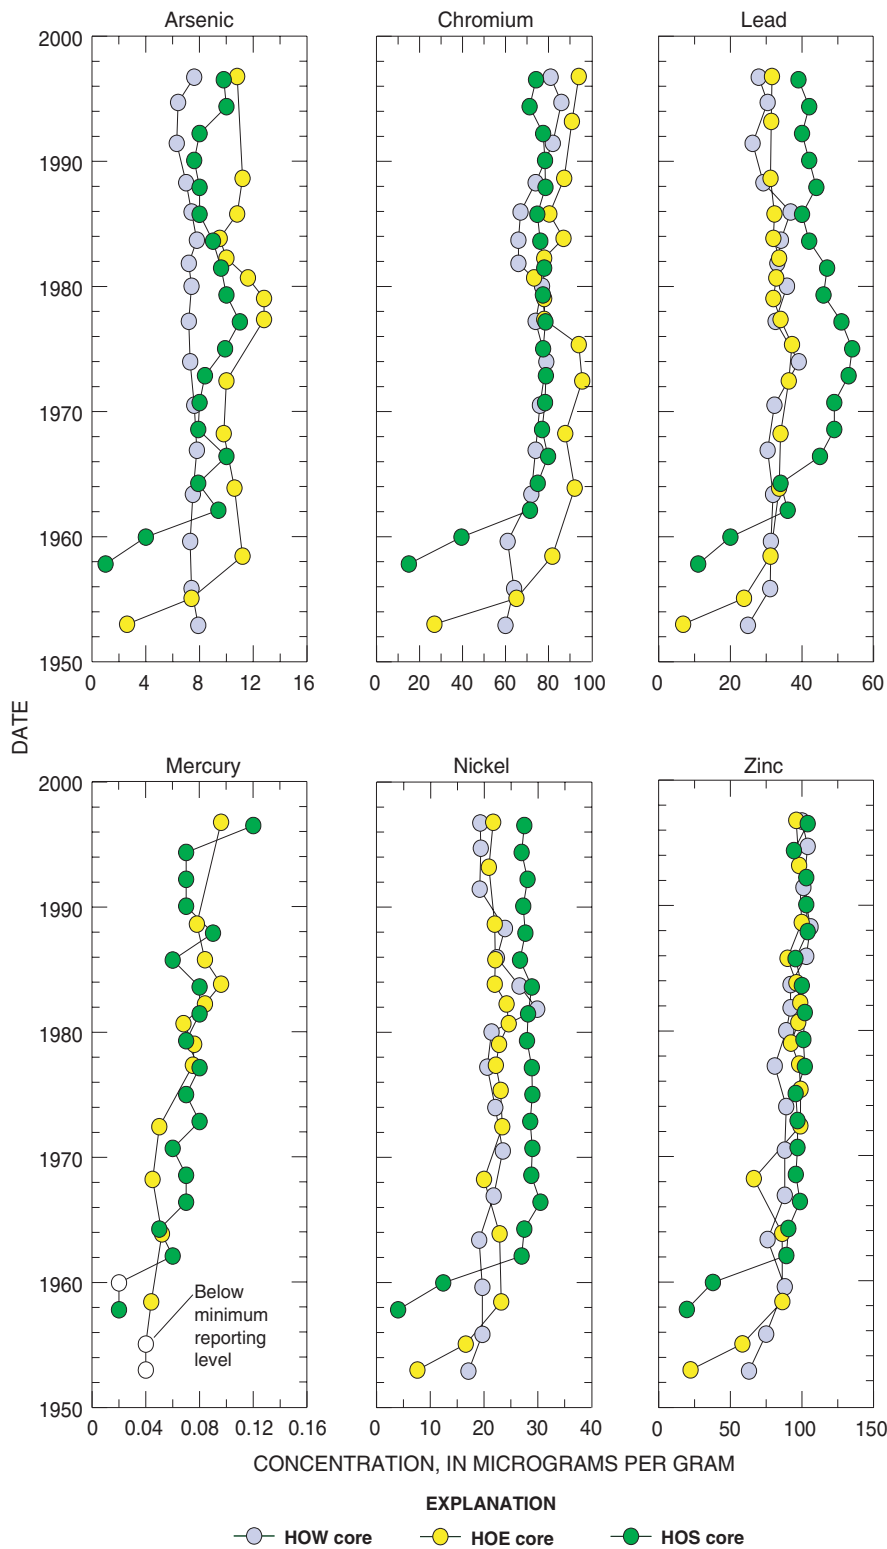 Arsenic Chromium Lead
2000
1990
1980
1970
1960
1950
0 4 8 12 16 0 20 40 60 80 100 0 20 40 60
DATE
Mercury Nickel Zinc
2000
1990
1980
1970
1960
1950
Below
minimum
reporting
level
0 0.04 0.08 0.12 0.16 0 10 20 30 40 0 50 100 150
CONCENTRATION, IN MICROGRAMS PER GRAM
EXPLANATION
HOW core HOE core HOS core